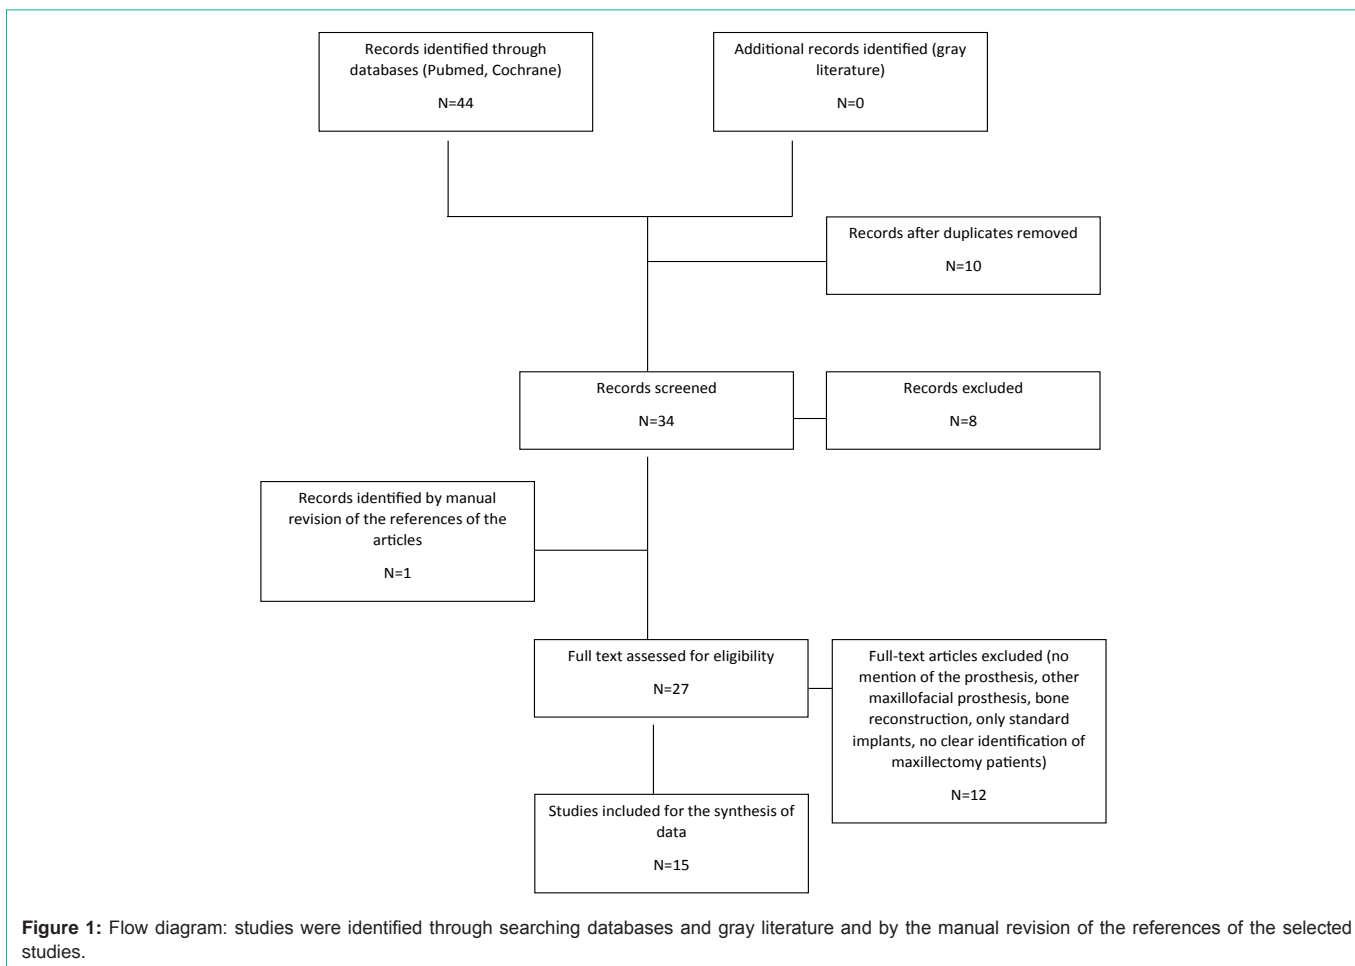 Records identified through
databases (Pubmed, Cochrane)
N=44
Additional records identified (gray
literature)
N=0
Records after duplicates removed
N=10
Records screened
N=34
Records excluded
N=8
Records identified by manual
revision of the references of the
articles
N=1
Full text assessed for eligibility
N=27
Full-text articles excluded (no
mention of the prosthesis, other
maxillofacial prosthesis, bone
reconstruction, only standard
implants, no clear identification of
maxillectomy patients)
N=12
Studies included for the synthesis of
data
N=15
Figure 1: Flow diagram: studies were identified through searching databases and gray literature and by the manual revision of the references of the selected
studies.